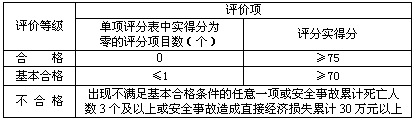 评价等级
评价项
单项评分表中实得分为
零的评分项目数（个）
评分实得分
合　格
0
≥75
基本合格
≤1
≥70
不 合 格
出现不满足基本合格条件的任意一项或安全事故累计死亡人
数3个及以上或安全事故造成直接经济损失累计30万元以上